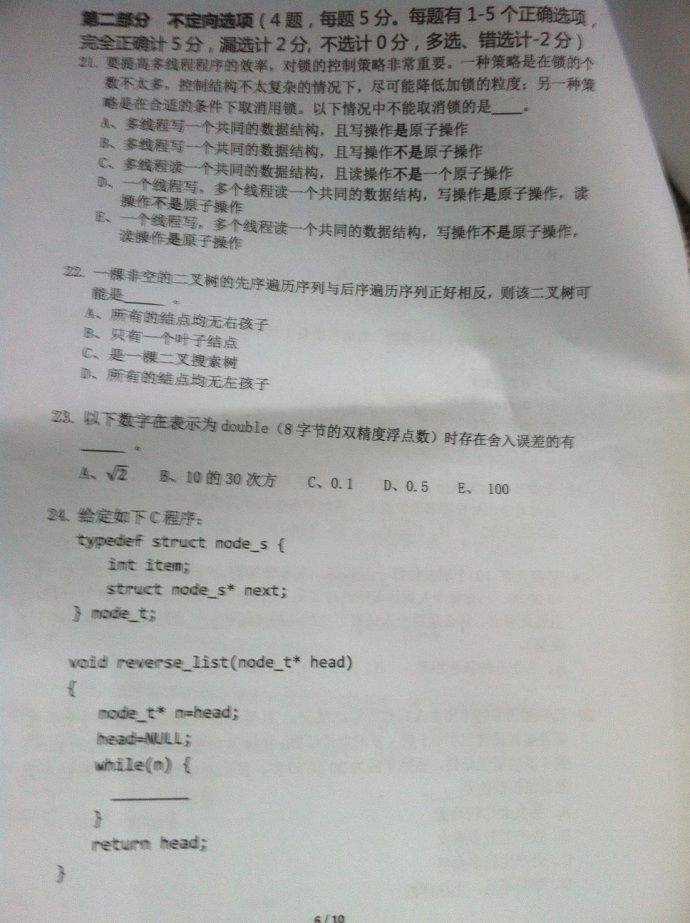 第二部分 不定向选项(4题，每题5分。每题有1-5个正确选项，
完全正确计5分，漏选计2分，不选计0分，多选、错选计-2分)
21. 要提高多线程程序的效率，对锁的控制策略非常重要。一种策略是在锁的个
数不太多，控制结构不太复杂的情况下，尽可能降低加锁的粒度；另一种策
略是在合适的条件下取消用锁。以下情况中不能取消锁的是____。
A、多线程写一个共同的数据结构，且写操作是原子操作
B、多线程写一个共同的数据结构，且写操作不是原子操作
C、多线程读一个共同的数据结构，且读操作不是一个原子操作
D、一个线程写，多个线程读一个共同的数据结构，写操作是原子操作，读
操作不是原子操作
E、一个线程写，多个线程读一个共同的数据结构，写操作不是原子操作，
读操作是原子操作
22. 一棵非空的二叉树的先序遍历序列与后序遍历序列正好相反，则该二叉树可
能是_____ 。
A、所有的结点均无右孩子
B、只有一个叶子结点
C、是一棵二叉搜索树
D、所有的结点均无左孩子
23. 以下数字在表示为double（8字节的双精度浮点数）时存在舍入误差的有
_____ 。
A、√2 B、10的30次方 C、0.1 D、0.5 E、 100
24. 给定如下C程序：
typedef struct node_s {
int item;
struct node_s* next;
} node_t;
void reverse_list(node_t* head)
{
node_t* n=head;
head=NULL;
while(n) {
________
}
return head;
}
6 / 10